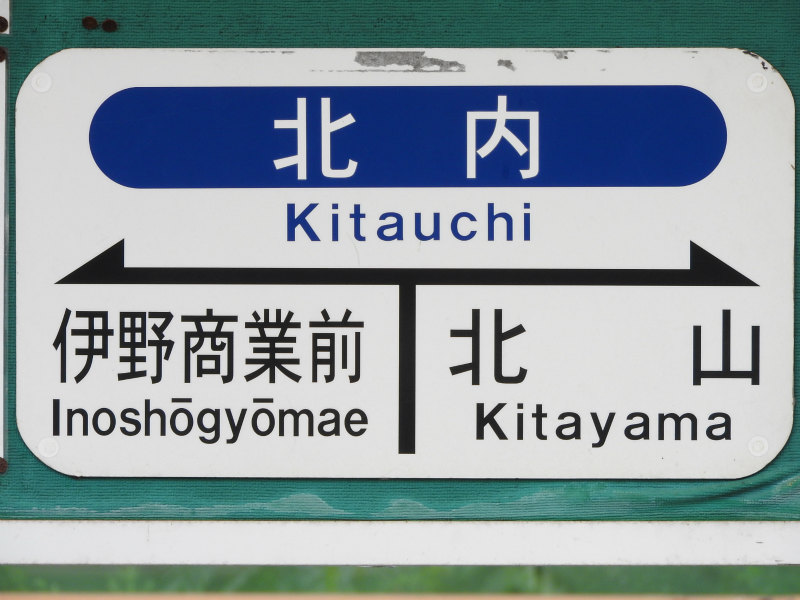 北内
Kitauchi
伊野商業前
Inoshōgyōmae
北山
Kitayama